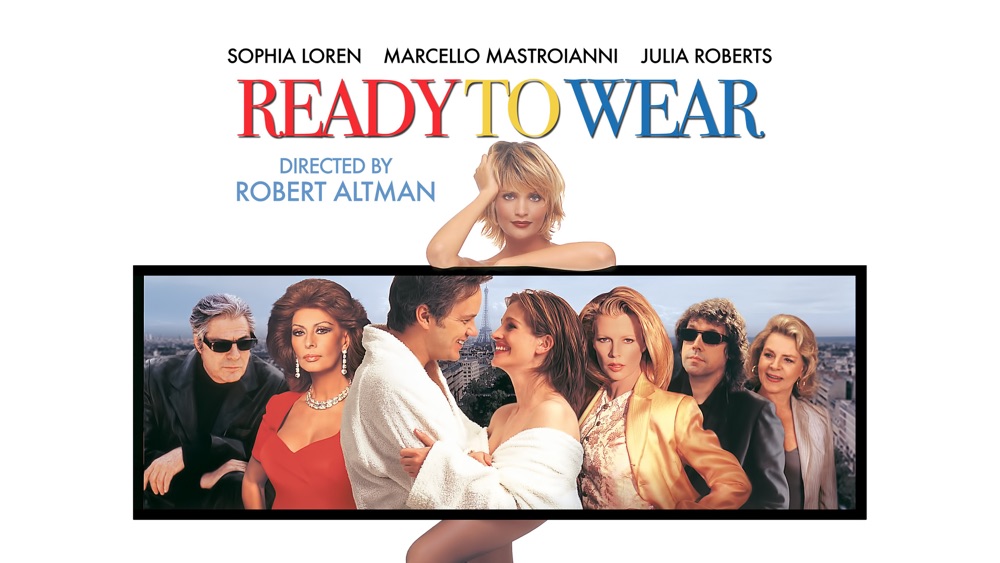 SOPHIA LOREN MARCELLO MASTROIANNI JULIA ROBERTS
READY TO WEAR
DIRECTED BY
ROBERT ALTMAN